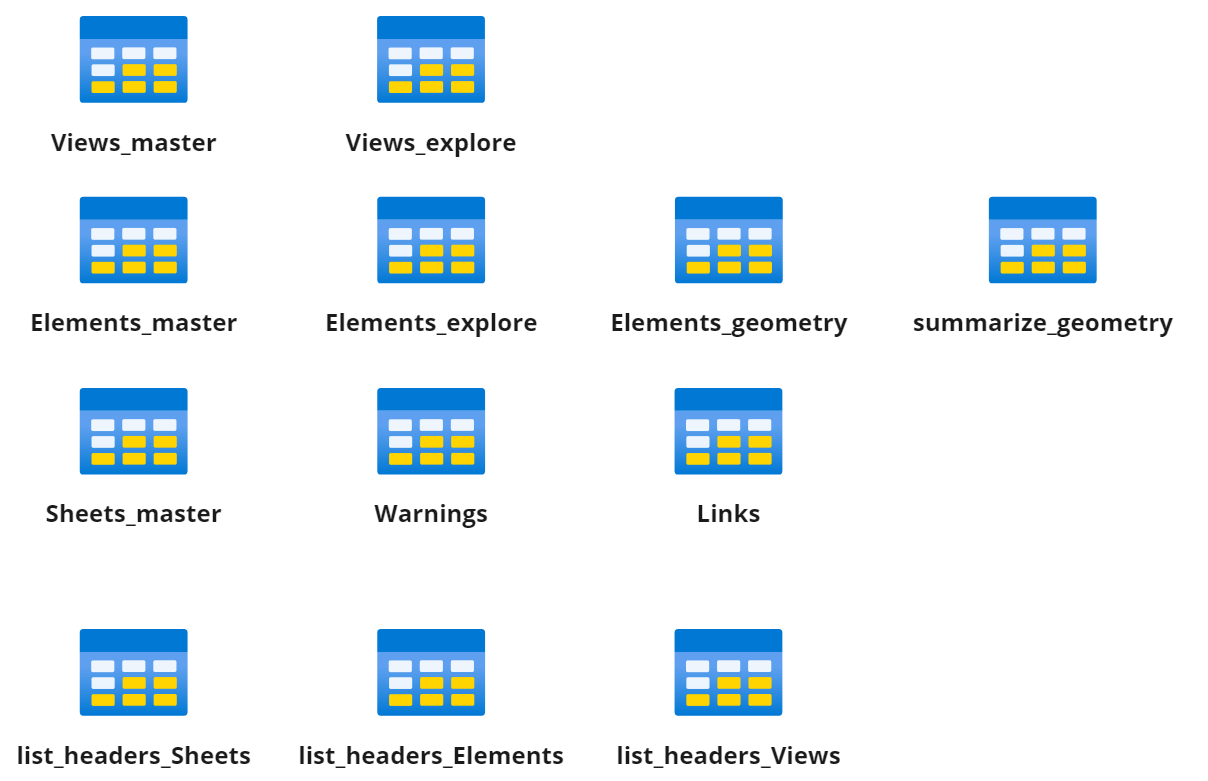 Views_master
Views_explore
Elements_master
Elements_explore
Elements_geometry
summarize_geometry
Sheets_master
Warnings
Links
list_headers_Sheets
list_headers_Elements
list_headers_Views